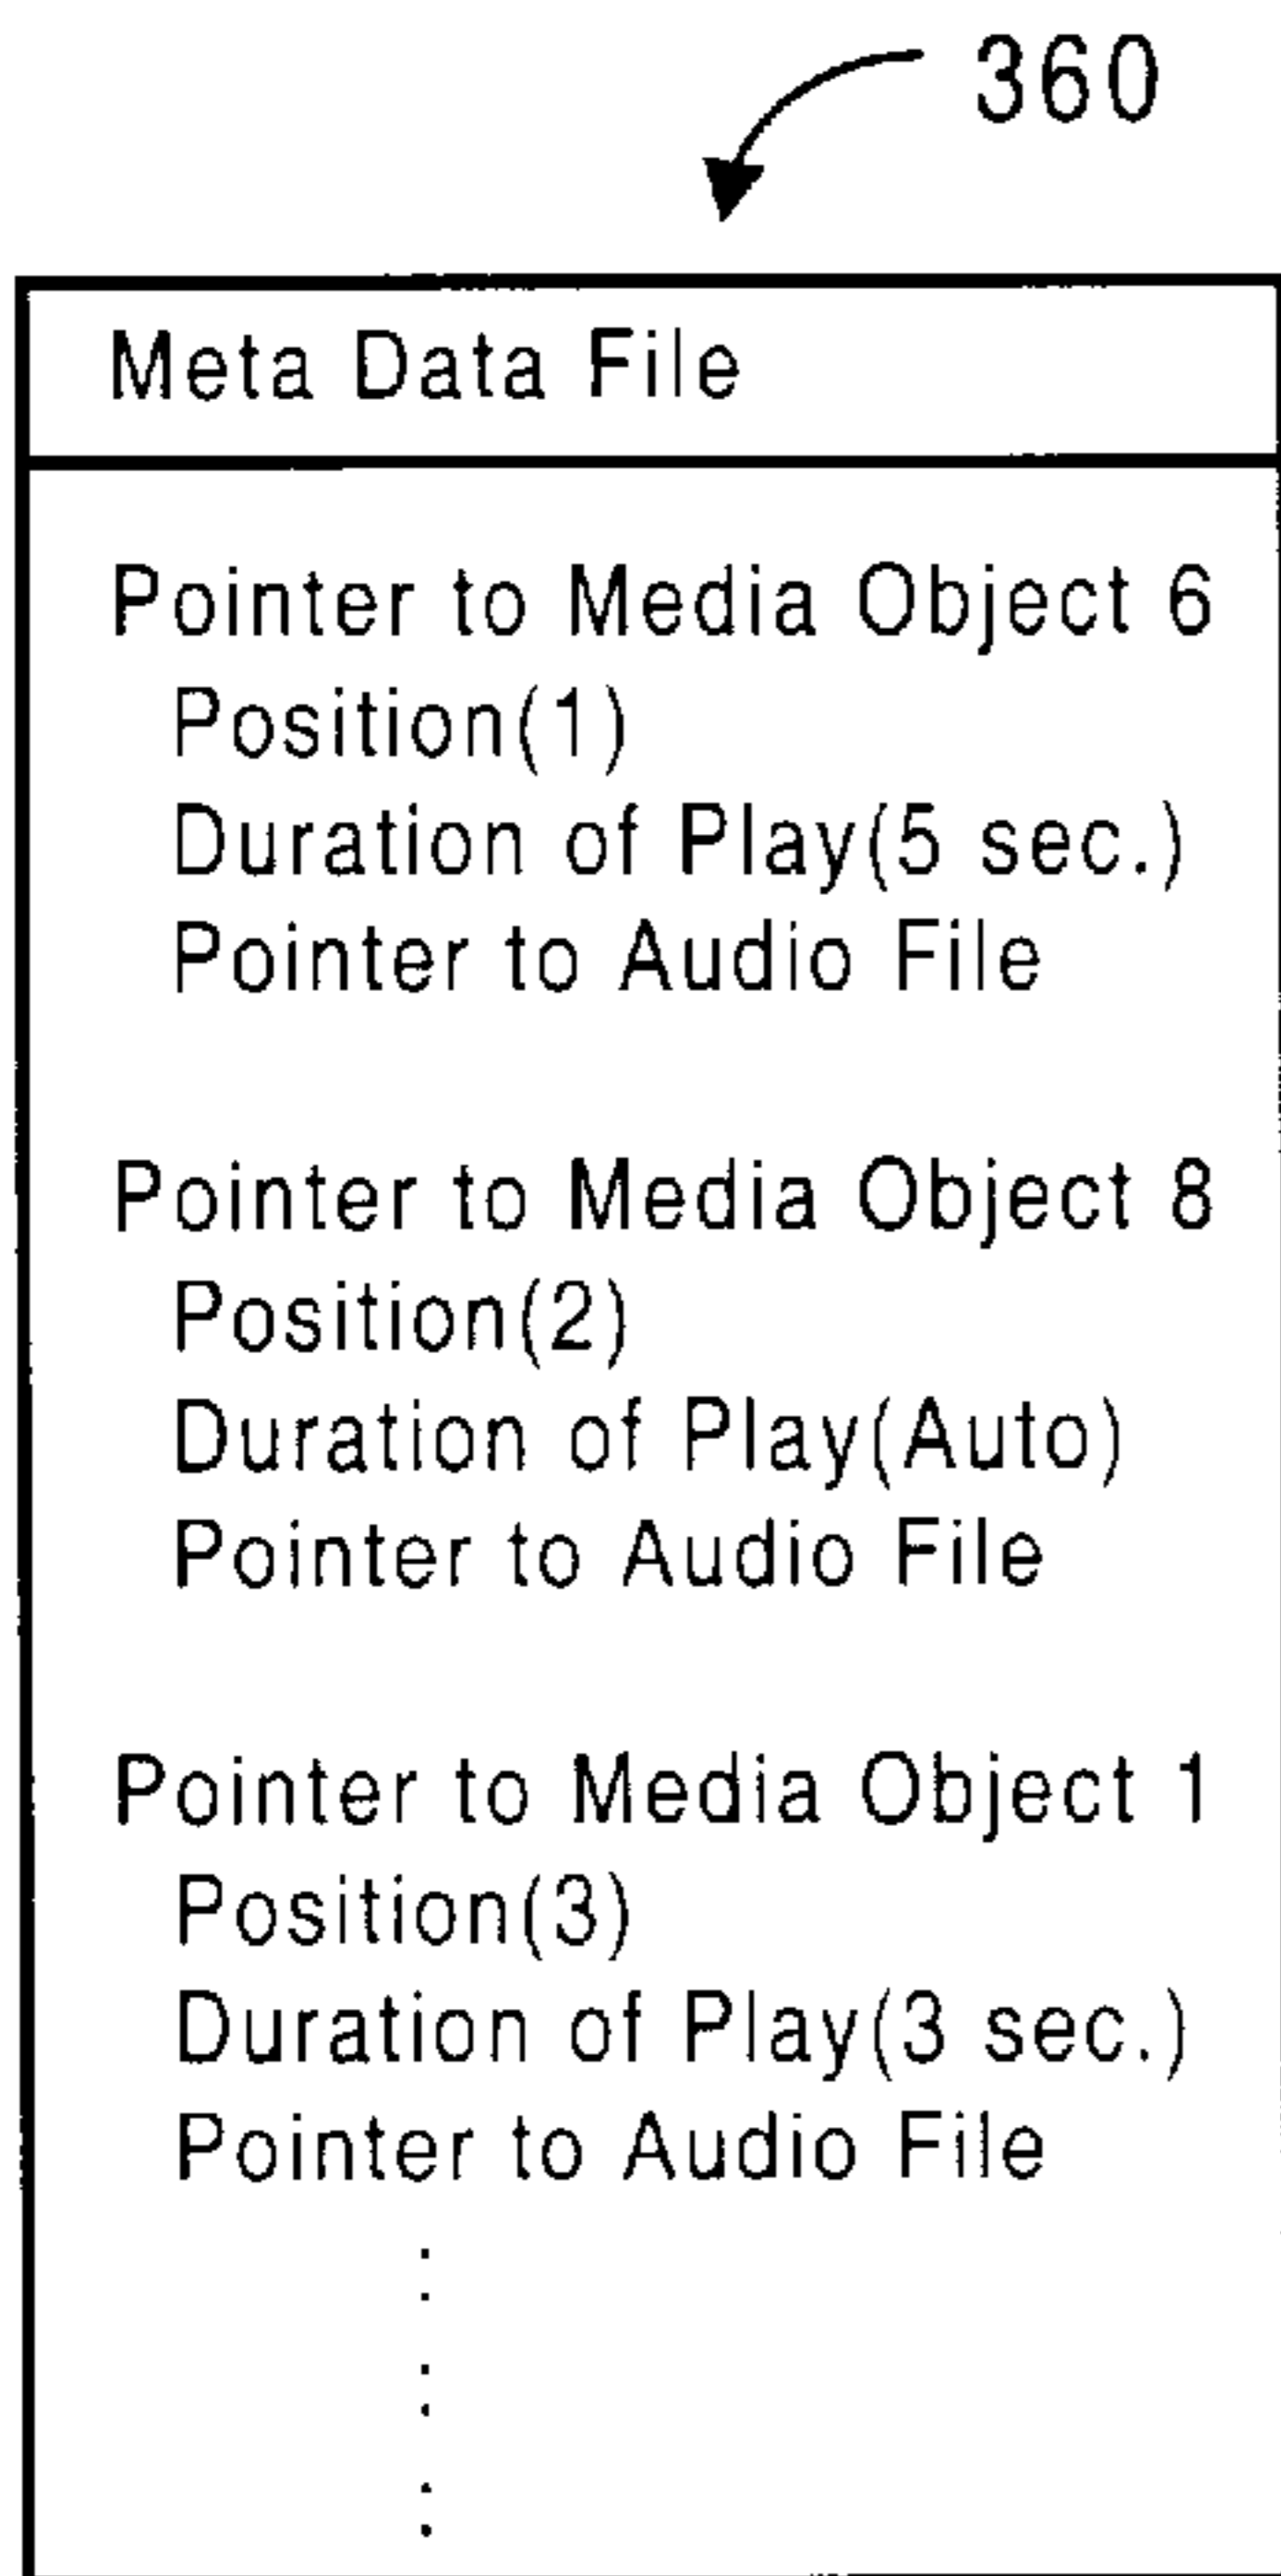 360
Meta Data File
Pointer to Media Object 6
Position(1)
Duration of Play(5 sec.)
Pointer to Audio File
Pointer to Media Object 8
Position(2)
Duration of Play(Auto)
Pointer to Audio File
Pointer to Media Object 1
Position(3)
Duration of Play(3 sec.)
Pointer to Audio File